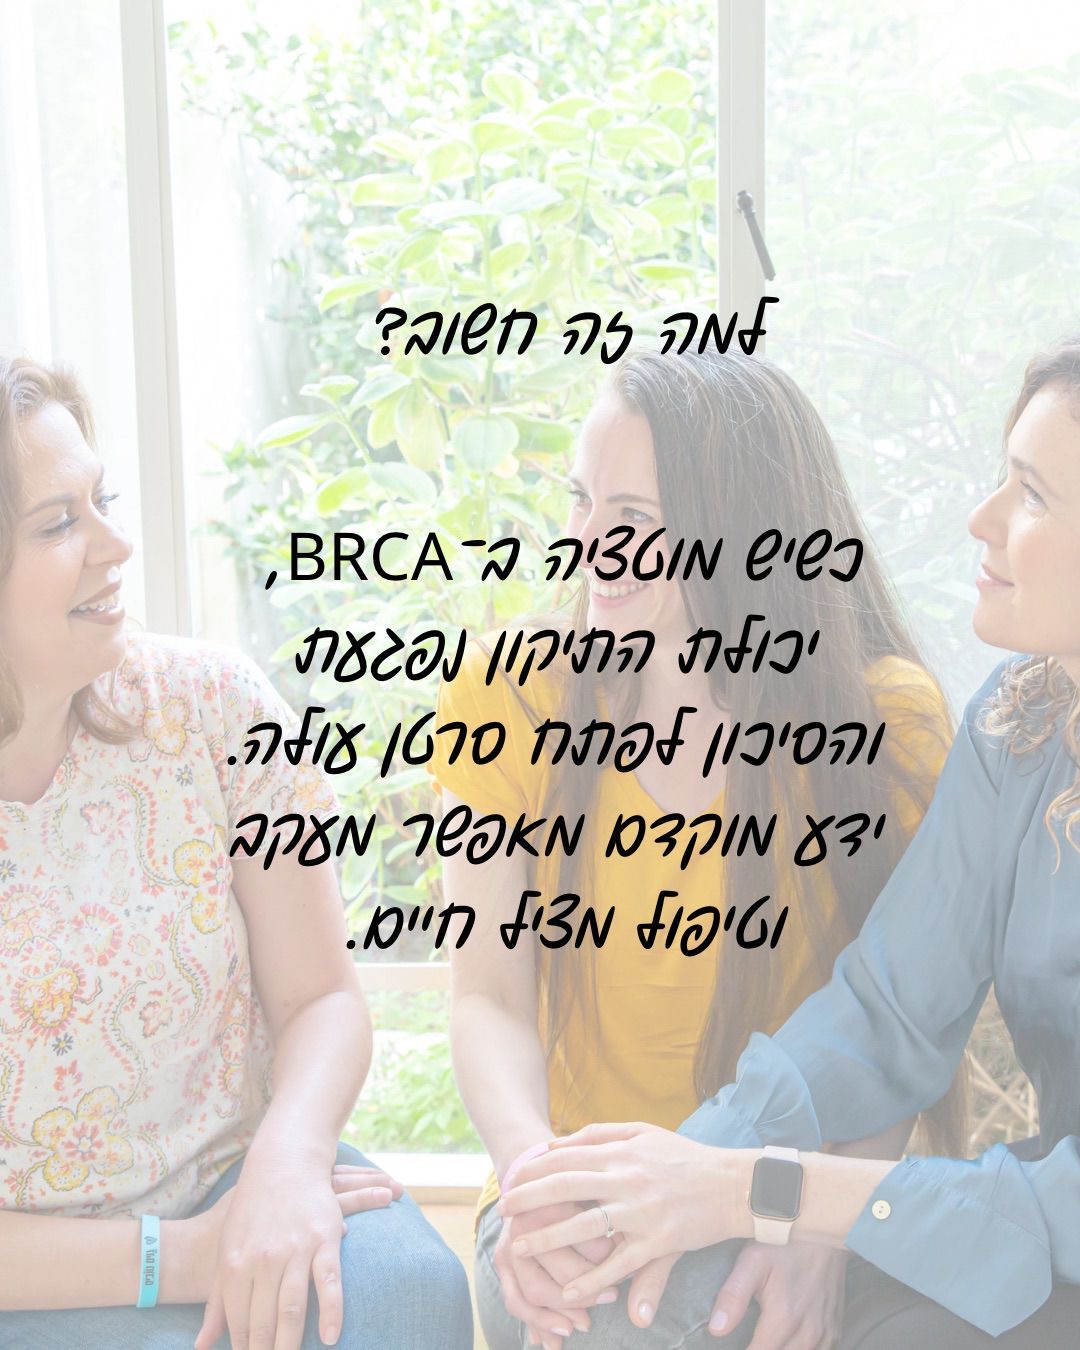 למה זה חשוב?
כשיש מוטציה ב־BRCA,
יכולת התיקון נפגעת
והסיכון לפתח סרטן עולה.
ידע מוקדם מאפשר מעקב
וטיפול מציל חיים.